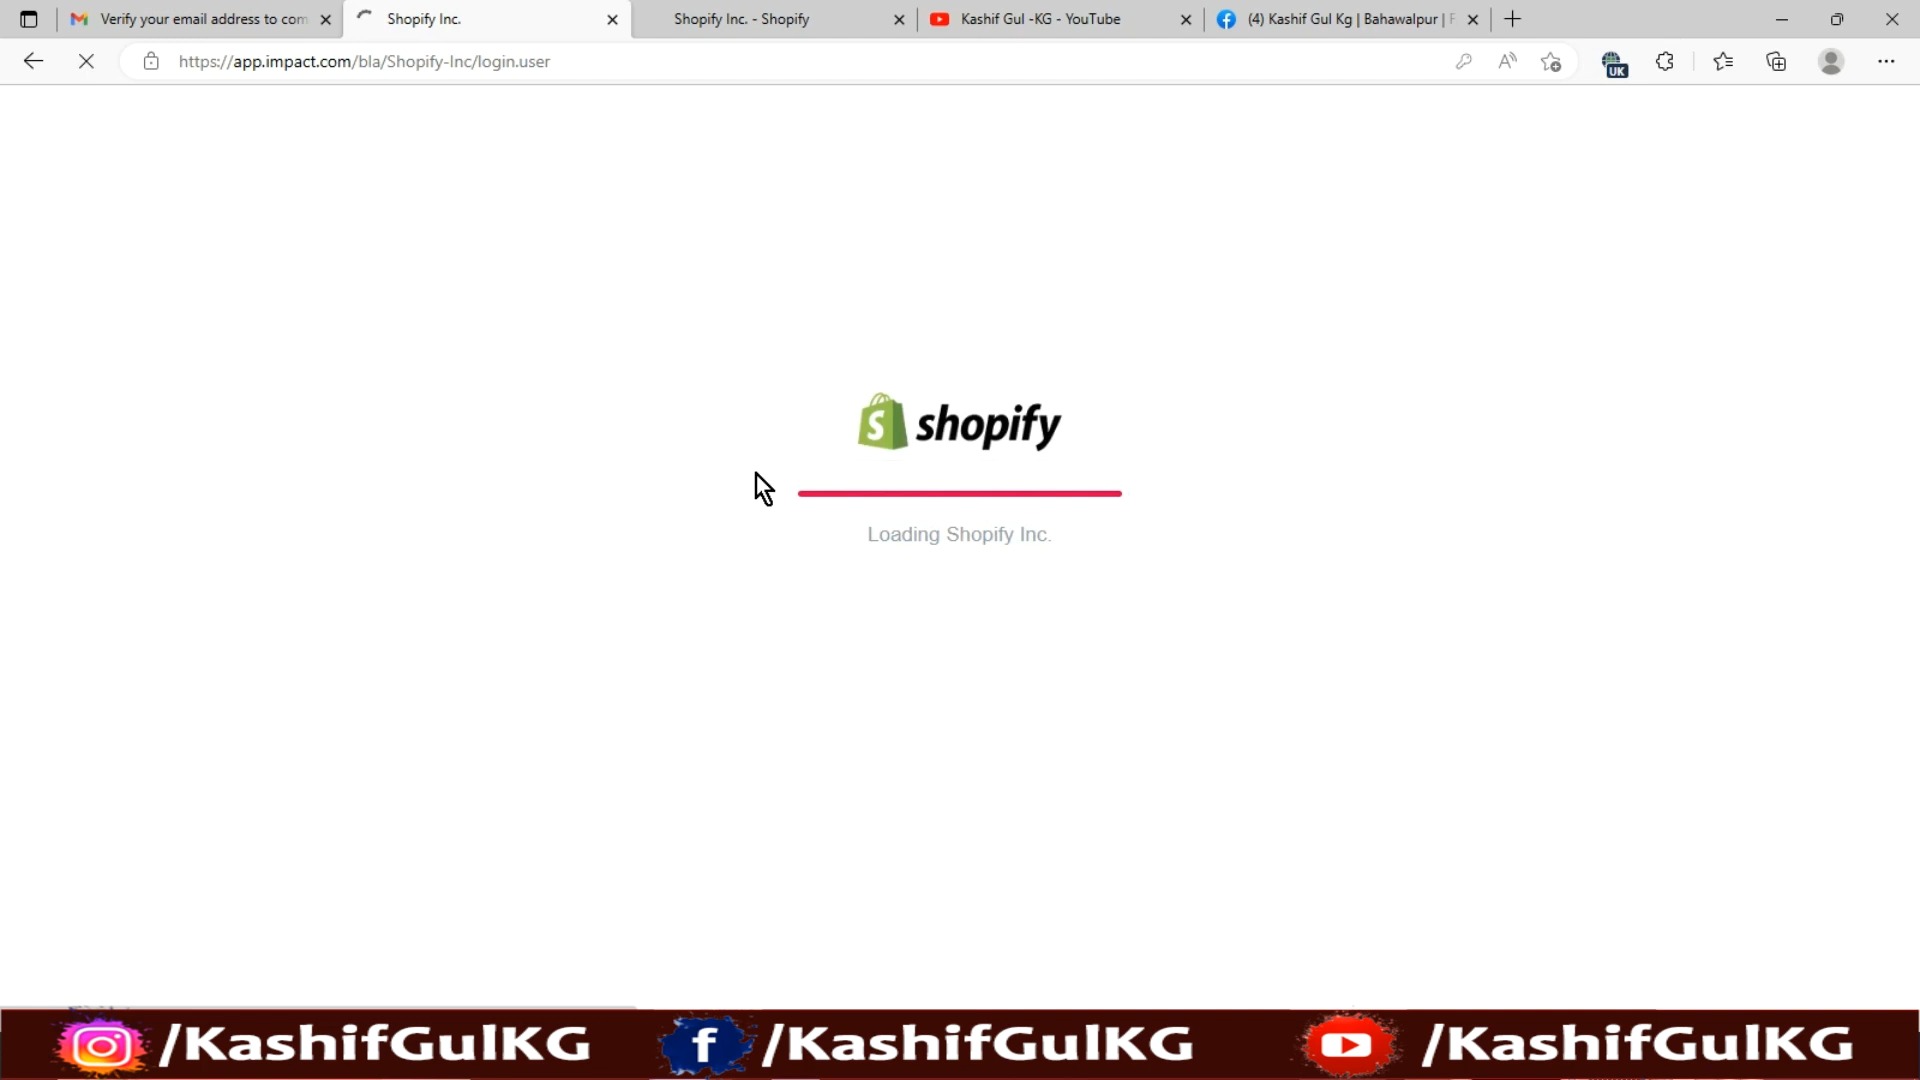 Verify your email address to com
Shopify Inc.
Shopify Inc. - Shopify
Kashif Gul -KG - YouTube
(4) Kashif Gul Kg | Bahawalpur | F
https://app.impact.com/bla/Shopify-Inc/login.user
UK
shopify
Loading Shopify Inc.
/KashifGulKG
/KashifGulKG
/KashifGulKG